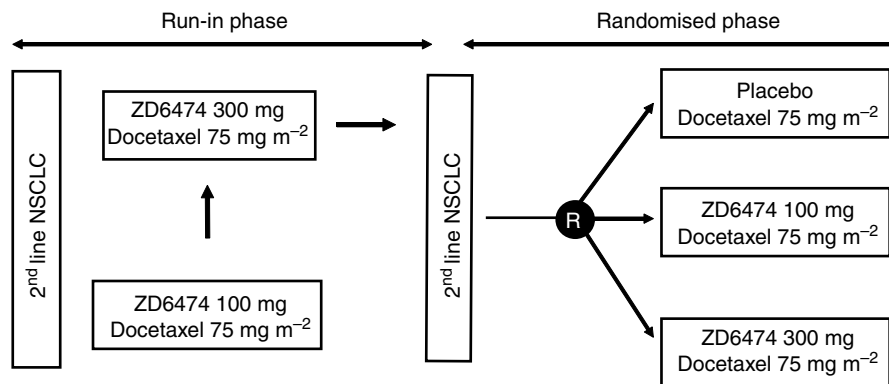 Run-in phase
Randomised phase
2nd line NSCLC
ZD6474 300 mg
Docetaxel 75 mg m–2
ZD6474 100 mg
Docetaxel 75 mg m–2
2nd line NSCLC
R
Placebo
Docetaxel 75 mg m–2
ZD6474 100 mg
Docetaxel 75 mg m–2
ZD6474 300 mg
Docetaxel 75 mg m–2